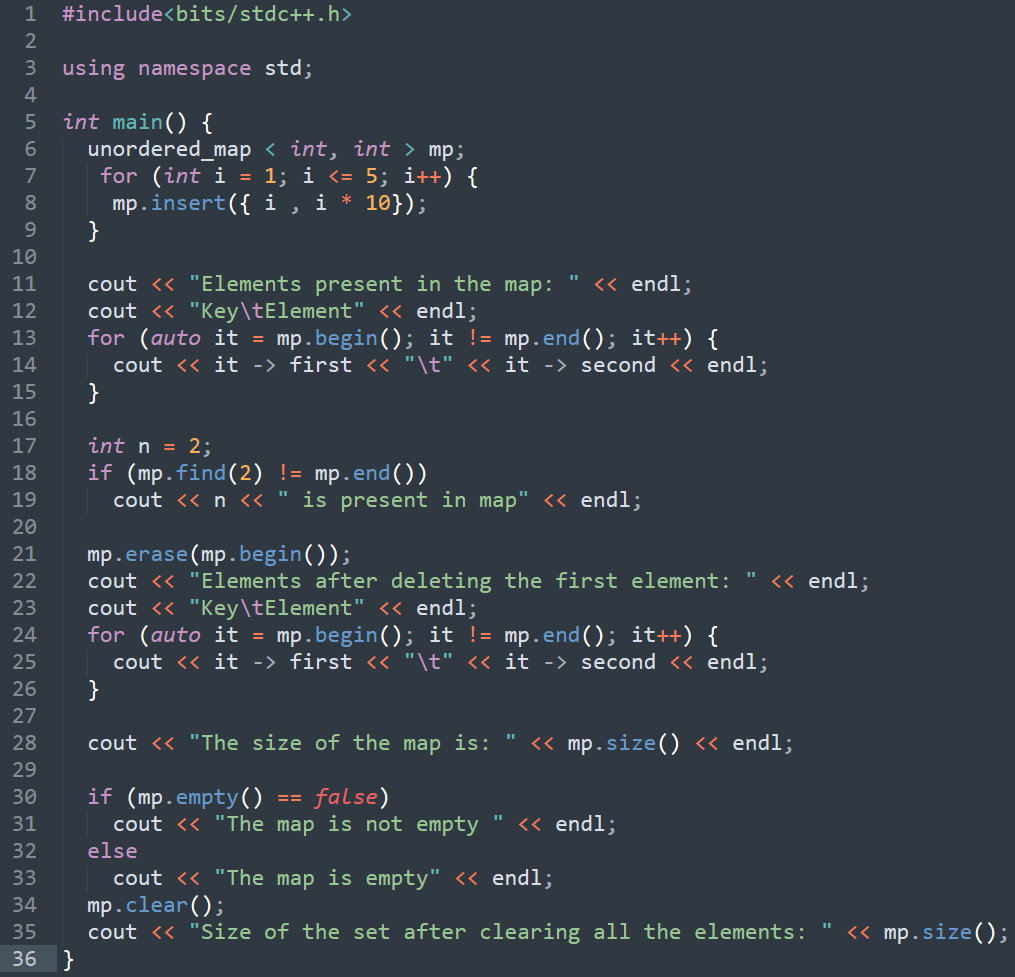 1 #include<bits/stdc++.h>
2
3 using namespace std;
4
5 int main() {
6   unordered_map < int, int > mp;
7    for (int i = 1; i <= 5; i++) {
8     mp.insert({ i , i * 10});
9   }
10
11   cout << "Elements present in the map: " << endl;
12   cout << "Key\tElement" << endl;
13   for (auto it = mp.begin(); it != mp.end(); it++) {
14     cout << it -> first << "\t" << it -> second << endl;
15   }
16
17   int n = 2;
18   if (mp.find(2) != mp.end())
19     cout << n << " is present in map" << endl;
20
21   mp.erase(mp.begin());
22   cout << "Elements after deleting the first element: " << endl;
23   cout << "Key\tElement" << endl;
24   for (auto it = mp.begin(); it != mp.end(); it++) {
25     cout << it -> first << "\t" << it -> second << endl;
26   }
27
28   cout << "The size of the map is: " << mp.size() << endl;
29
30   if (mp.empty() == false)
31     cout << "The map is not empty " << endl;
32   else
33     cout << "The map is empty" << endl;
34   mp.clear();
35   cout << "Size of the set after clearing all the elements: " << mp.size();
36 }